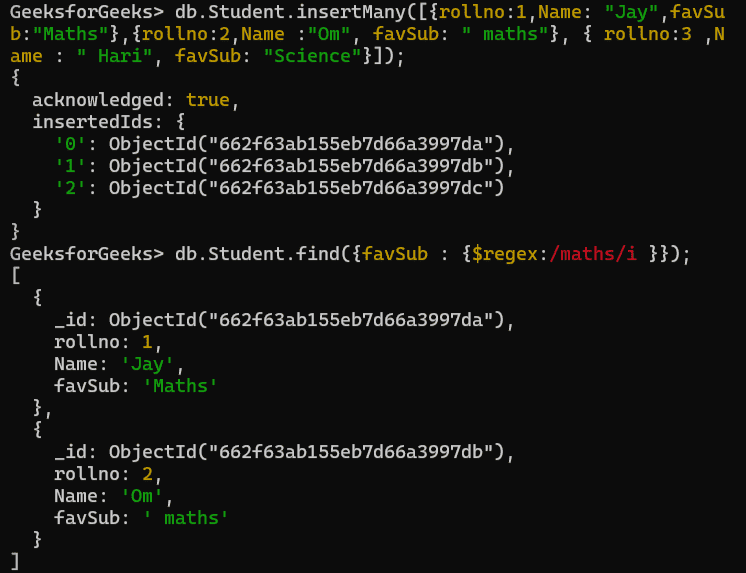 GeeksforGeeks> db.Student.insertMany([{rollno:1,Name: "Jay",favSu
b:"Maths"},{rollno:2,Name :"Om", favSub: " maths"}, { rollno:3 ,N
ame : " Hari", favSub: "Science"}]);
{
  acknowledged: true,
  insertedIds: {
    '0': ObjectId("662f63ab155eb7d66a3997da"),
    '1': ObjectId("662f63ab155eb7d66a3997db"),
    '2': ObjectId("662f63ab155eb7d66a3997dc")
  }
}
GeeksforGeeks> db.Student.find({favSub : {$regex:/maths/i }});
[
  {
    _id: ObjectId("662f63ab155eb7d66a3997da"),
    rollno: 1,
    Name: 'Jay',
    favSub: 'Maths'
  },
  {
    _id: ObjectId("662f63ab155eb7d66a3997db"),
    rollno: 2,
    Name: 'Om',
    favSub: ' maths'
  }
]